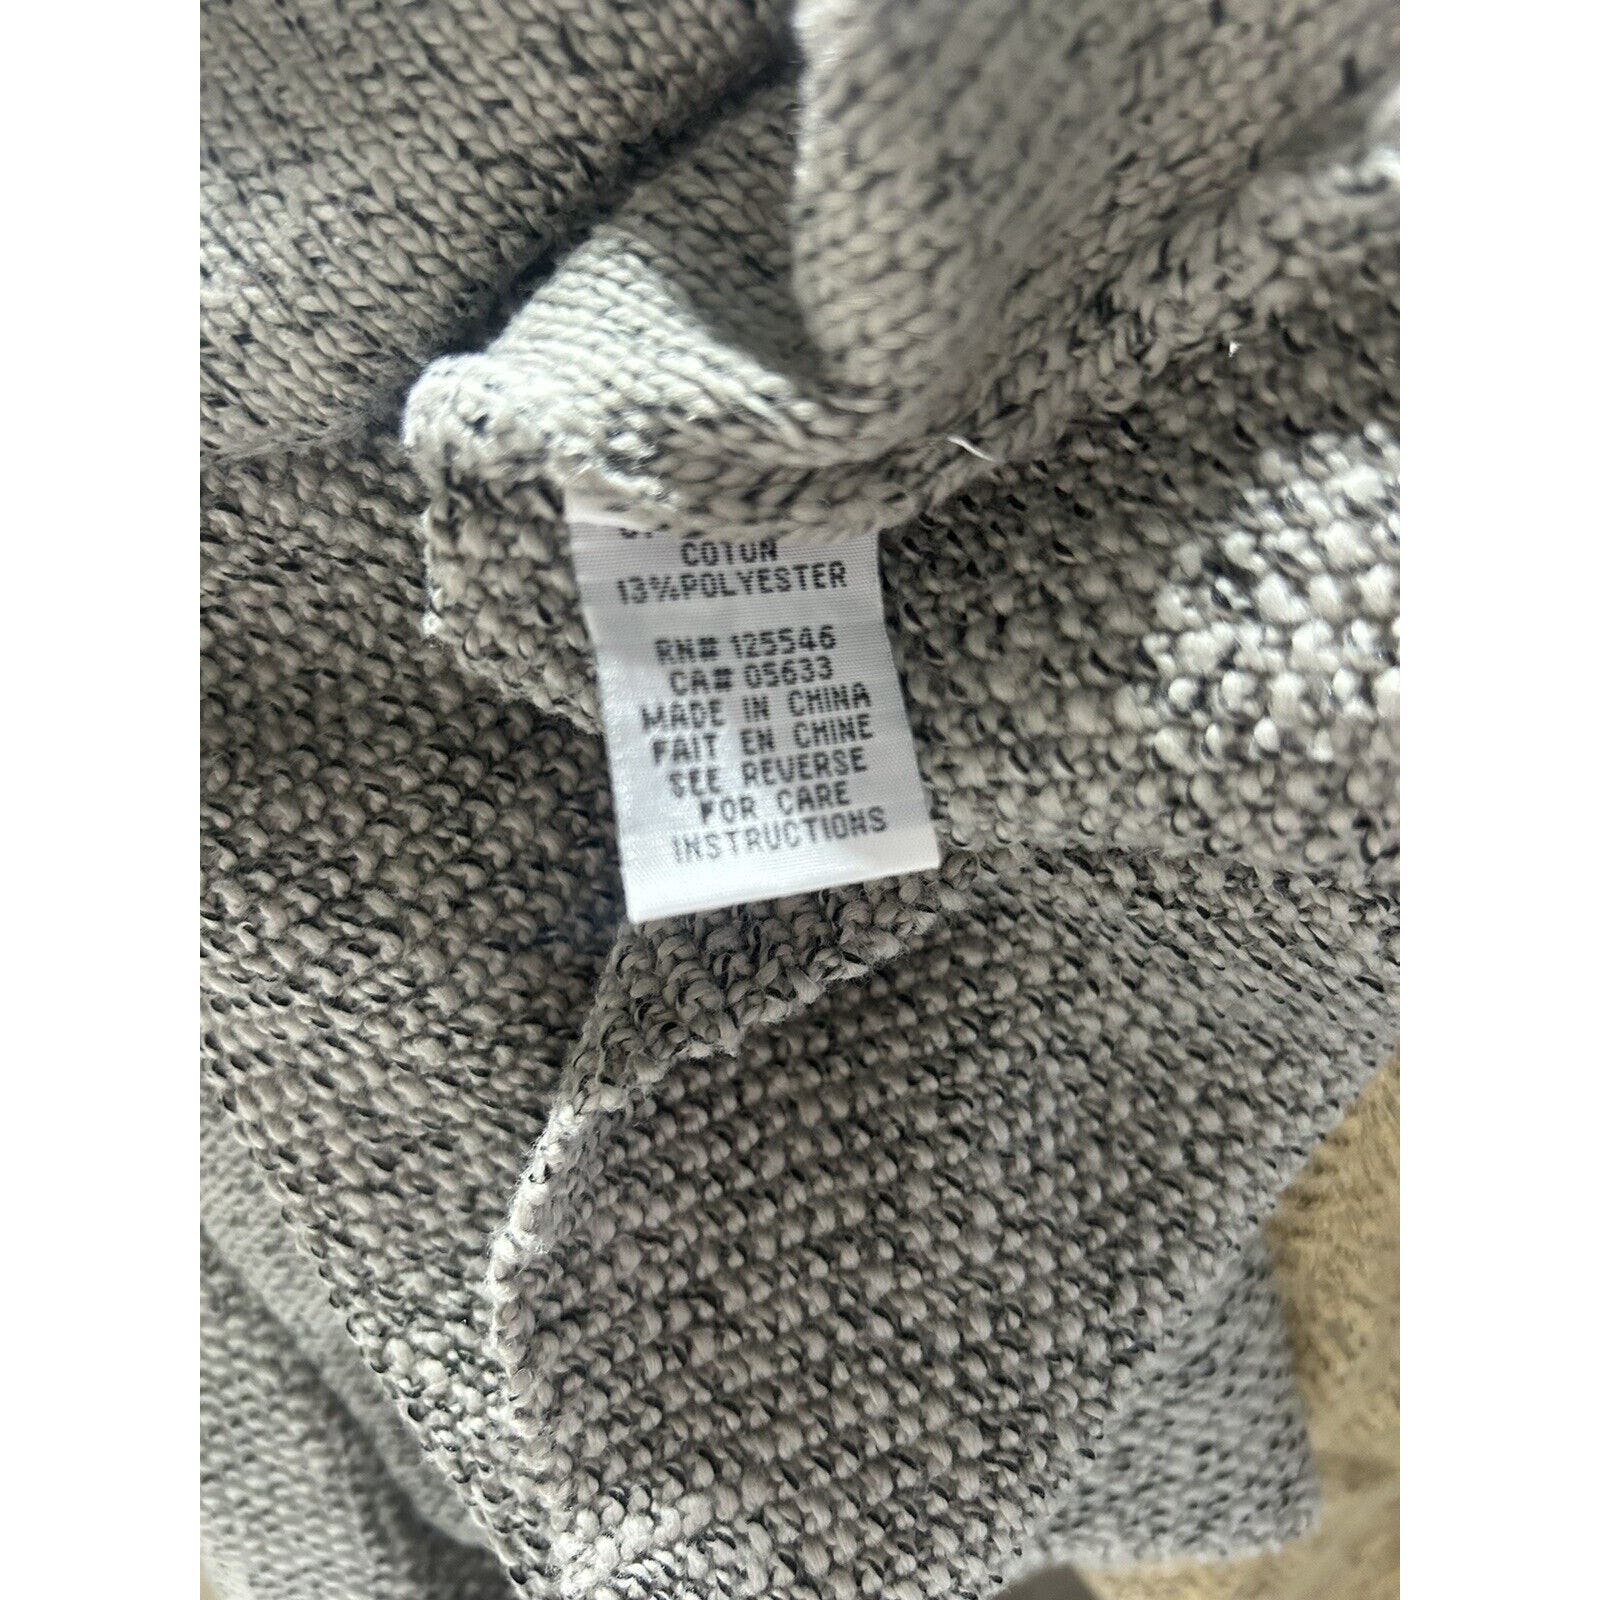 COTON
13%POLYESTER
RN# 125546
CA# 05633
MADE IN CHINA
FAIT EN CHINE
SEE REVERSE
FOR CARE
INSTRUCTIONS